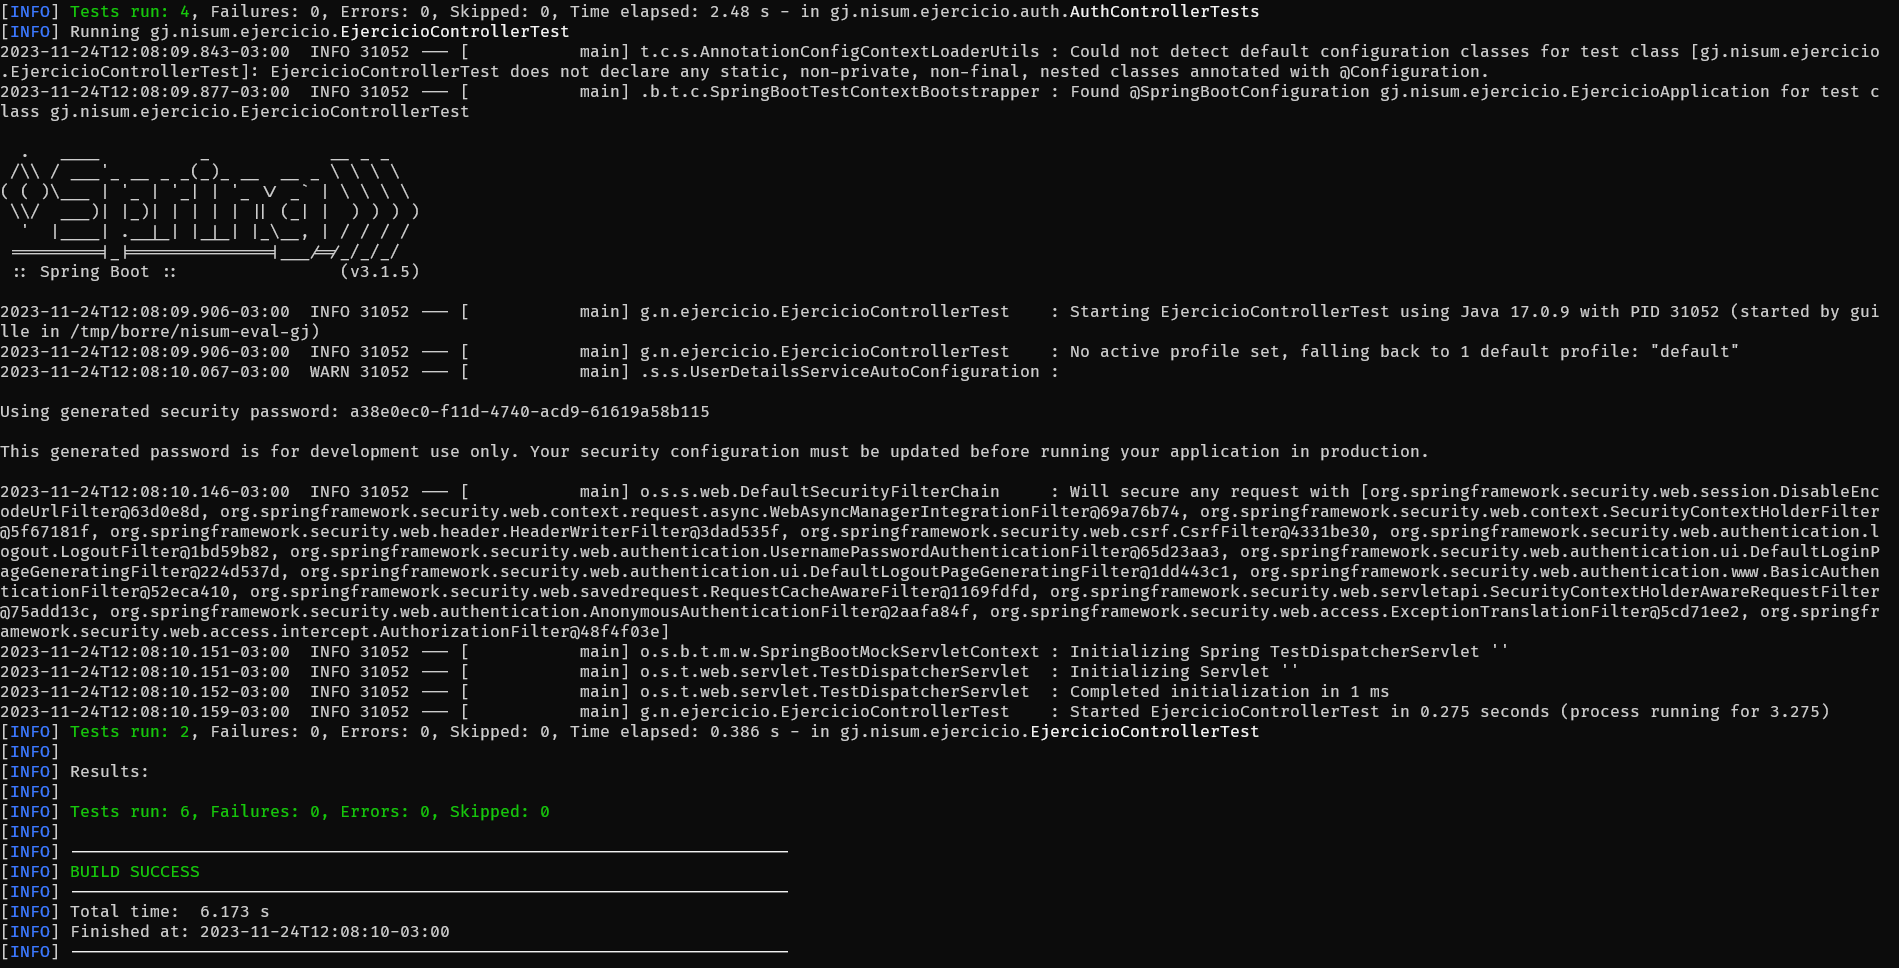 [INFO] Tests run: 4, Failures: 0, Errors: 0, Skipped: 0, Time elapsed: 2.48 s - in gj.nisum.ejercicio.auth.AuthControllerTests
[INFO] Running gj.nisum.ejercicio.EjercicioControllerTest
2023-11-24T12:08:09.843-03:00  INFO 31052 --- [           main] t.c.s.AnnotationConfigContextLoaderUtils : Could not detect default configuration classes for test class [gj.nisum.ejercicio
.EjercicioControllerTest]: EjercicioControllerTest does not declare any static, non-private, non-final, nested classes annotated with @Configuration.
2023-11-24T12:08:09.877-03:00  INFO 31052 --- [           main] .b.t.c.SpringBootTestContextBootstrapper : Found @SpringBootConfiguration gj.nisum.ejercicio.EjercicioApplication for test c
lass gj.nisum.ejercicio.EjercicioControllerTest
  .   ____          _            __ _ _
 /\\ / ___'_ __ _ _(_)_ __  __ _ \ \ \ \
( ( )\___ | '_ | '_| | '_ \/ _` | \ \ \ \
 \\/  ___)| |_)| | | | | || (_| |  ) ) ) )
  '  |____| .__|_| |_|_| |_\__, | / / / /
 =========|_|==============|___/=/_/_/_/
 :: Spring Boot ::                (v3.1.5)
2023-11-24T12:08:09.906-03:00  INFO 31052 --- [           main] g.n.ejercicio.EjercicioControllerTest    : Starting EjercicioControllerTest using Java 17.0.9 with PID 31052 (started by gui
lle in /tmp/borre/nisum-eval-gj)
2023-11-24T12:08:09.906-03:00  INFO 31052 --- [           main] g.n.ejercicio.EjercicioControllerTest    : No active profile set, falling back to 1 default profile: "default"
2023-11-24T12:08:10.067-03:00  WARN 31052 --- [           main] .s.s.UserDetailsServiceAutoConfiguration :
Using generated security password: a38e0ec0-f11d-4740-acd9-61619a58b115
This generated password is for development use only. Your security configuration must be updated before running your application in production.
2023-11-24T12:08:10.146-03:00  INFO 31052 --- [           main] o.s.s.web.DefaultSecurityFilterChain     : Will secure any request with [org.springframework.security.web.session.DisableEnc
odeUrlFilter@63d0e8d, org.springframework.security.web.context.request.async.WebAsyncManagerIntegrationFilter@69a76b74, org.springframework.security.web.context.SecurityContextHolderFilter
@5f67181f, org.springframework.security.web.header.HeaderWriterFilter@3dad535f, org.springframework.security.web.csrf.CsrfFilter@4331be30, org.springframework.security.web.authentication.l
ogout.LogoutFilter@1bd59b82, org.springframework.security.web.authentication.UsernamePasswordAuthenticationFilter@65d23aa3, org.springframework.security.web.authentication.ui.DefaultLoginP
ageGeneratingFilter@224d537d, org.springframework.security.web.authentication.ui.DefaultLogoutPageGeneratingFilter@1dd443c1, org.springframework.security.web.authentication.www.BasicAuthen
ticationFilter@52eca410, org.springframework.security.web.savedrequest.RequestCacheAwareFilter@1169fdfd, org.springframework.security.web.servletapi.SecurityContextHolderAwareRequestFilter
@75add13c, org.springframework.security.web.authentication.AnonymousAuthenticationFilter@2aafa84f, org.springframework.security.web.access.ExceptionTranslationFilter@5cd71ee2, org.springfr
amework.security.web.access.intercept.AuthorizationFilter@48f4f03e]
2023-11-24T12:08:10.151-03:00  INFO 31052 --- [           main] o.s.b.t.m.w.SpringBootMockServletContext : Initializing Spring TestDispatcherServlet ''
2023-11-24T12:08:10.151-03:00  INFO 31052 --- [           main] o.s.t.web.servlet.TestDispatcherServlet  : Initializing Servlet ''
2023-11-24T12:08:10.152-03:00  INFO 31052 --- [           main] o.s.t.web.servlet.TestDispatcherServlet  : Completed initialization in 1 ms
2023-11-24T12:08:10.159-03:00  INFO 31052 --- [           main] g.n.ejercicio.EjercicioControllerTest    : Started EjercicioControllerTest in 0.275 seconds (process running for 3.275)
[INFO] Tests run: 2, Failures: 0, Errors: 0, Skipped: 0, Time elapsed: 0.386 s - in gj.nisum.ejercicio.EjercicioControllerTest
[INFO]
[INFO] Results:
[INFO]
[INFO] Tests run: 6, Failures: 0, Errors: 0, Skipped: 0
[INFO]
[INFO] ------------------------------------------------------------------------
[INFO] BUILD SUCCESS
[INFO] ------------------------------------------------------------------------
[INFO] Total time:  6.173 s
[INFO] Finished at: 2023-11-24T12:08:10-03:00
[INFO] ------------------------------------------------------------------------